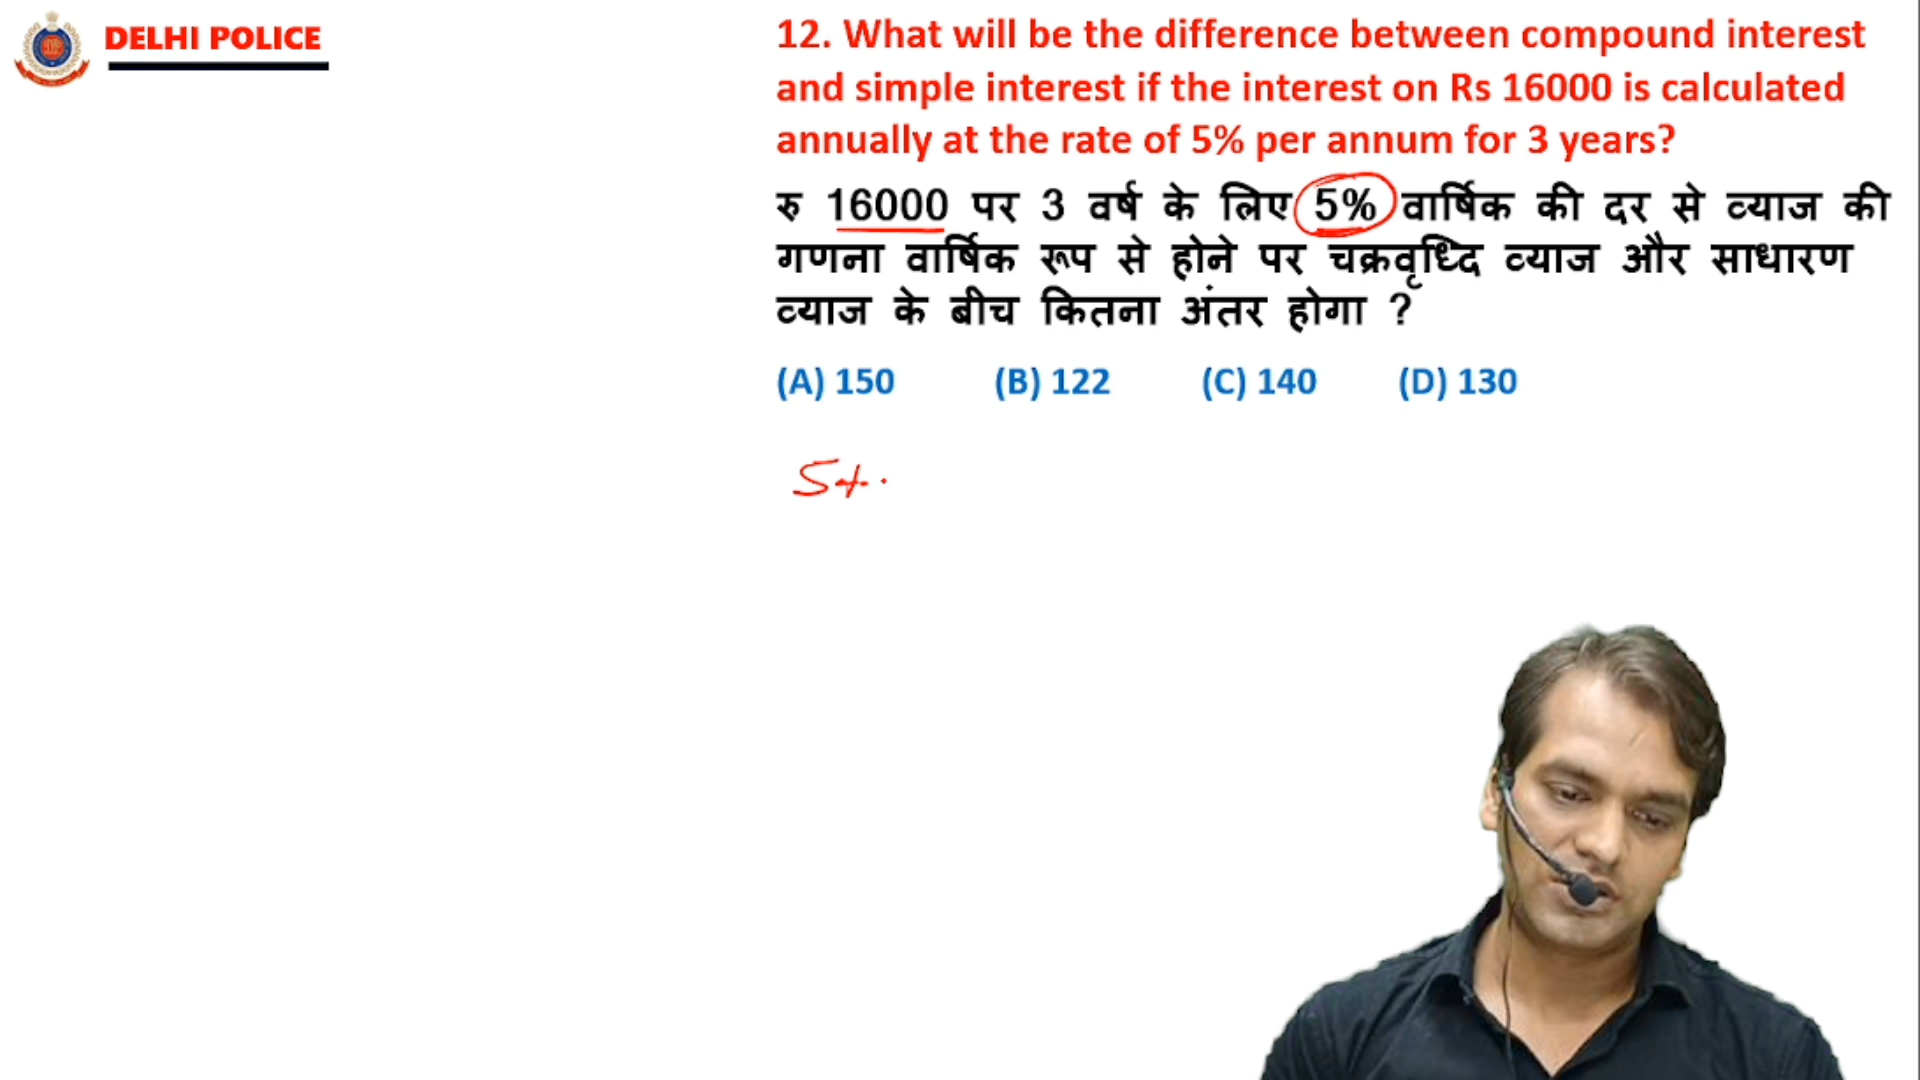 DELHI POLICE
12. What will be the difference between compound interest
and simple interest if the interest on Rs 16000 is calculated
annually at the rate of 5% per annum for 3 years?
रु 16000 पर 3 वर्ष के लिए 5% वार्षिक की दर से व्याज की
गणना वार्षिक रूप से होने पर चक्रवृध्दि व्याज और साधारण
व्याज के बीच कितना अंतर होगा ?
(A) 150 (B) 122 (C) 140 (D) 130
5%